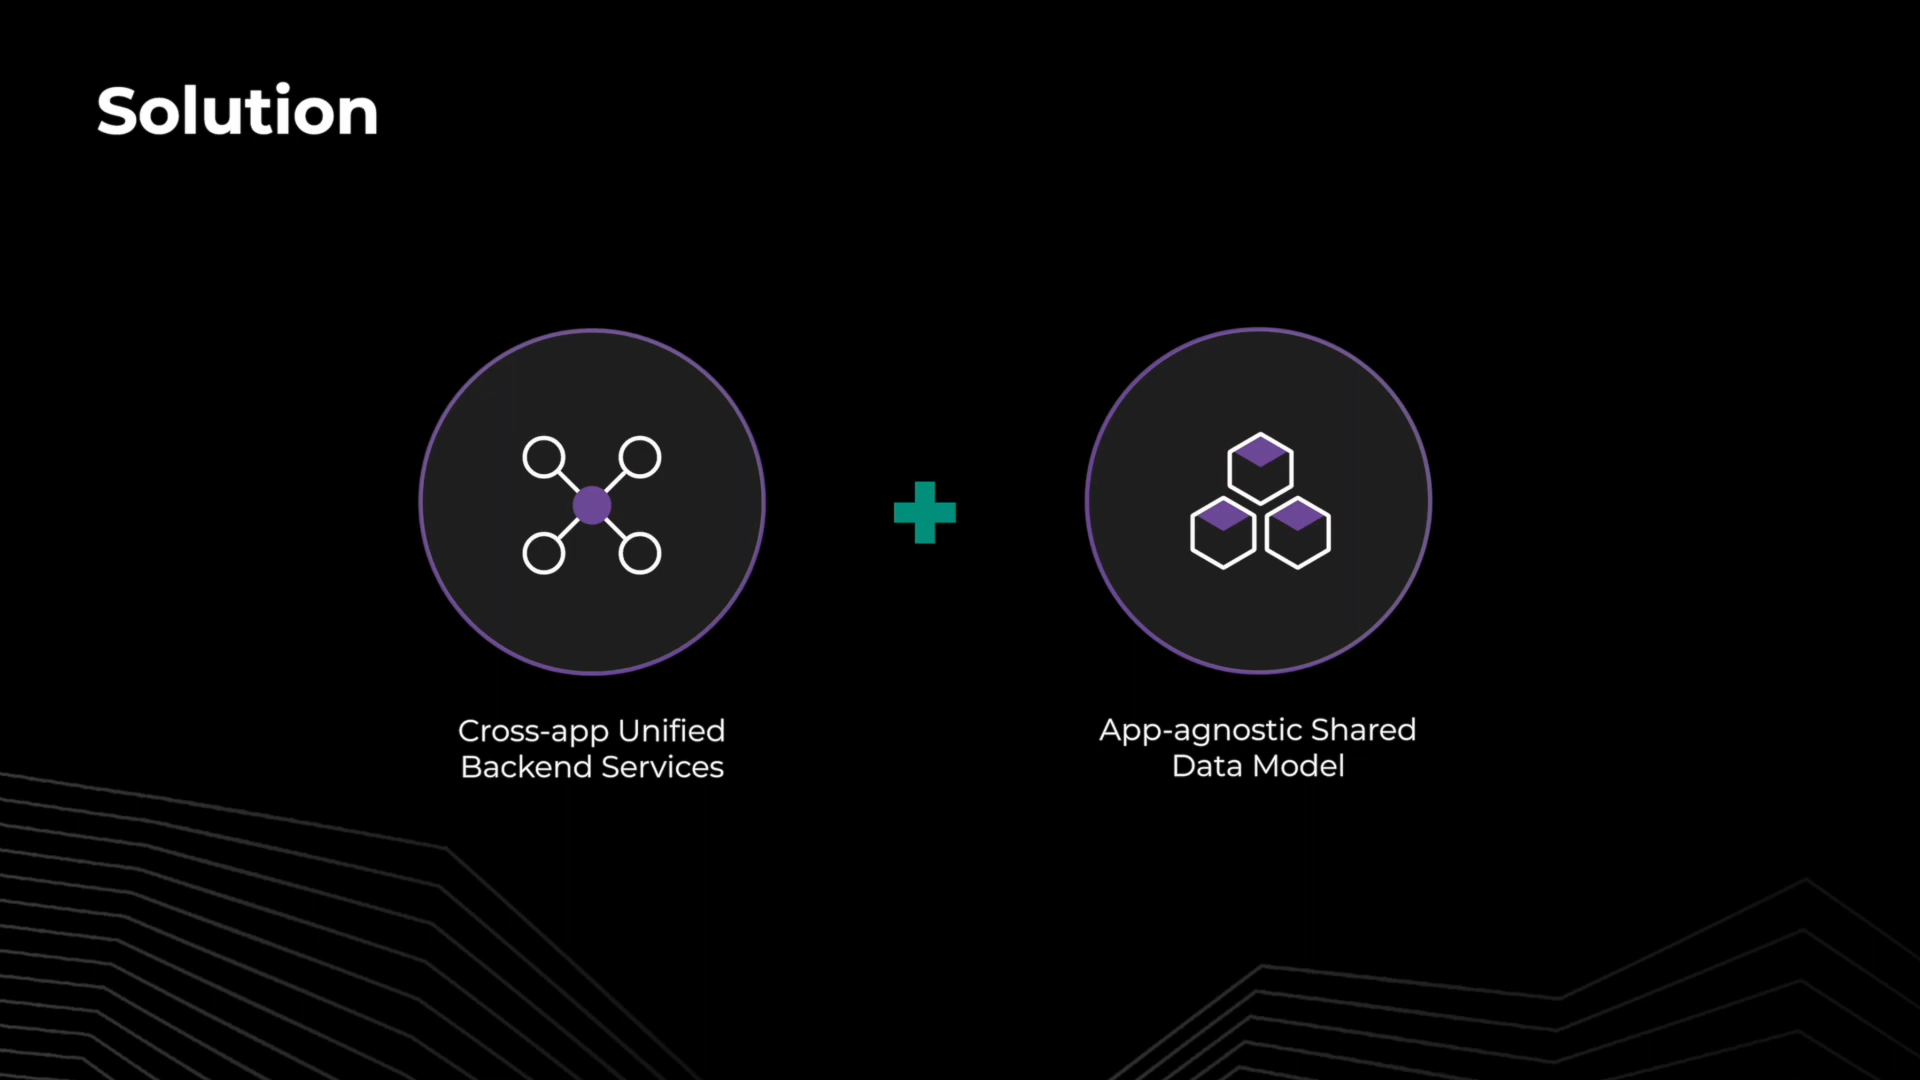 Solution
Cross-app Unified
Backend Services
App-agnostic Shared
Data Model